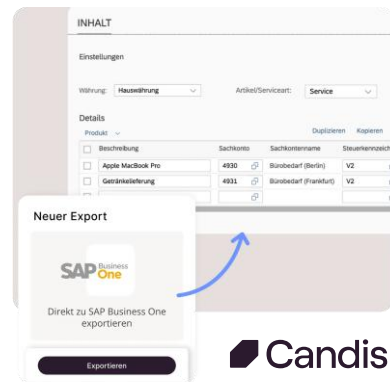 INHALT
Einstellungen
Währung: Hauswährung Artikel/Serviceart: Service
Details
Produkt Duplizieren Kopieren
Beschreibung Sachkonto Sachkontenname Steuerkennzeich
Apple MacBook Pro 4930 Bürobedarf (Berlin) V2
Getränkelieferung 4931 Bürobedarf (Frankfurt) V2
Neuer Export
SAP Business One
Direkt zu SAP Business One
exportieren
Exportieren
Candis